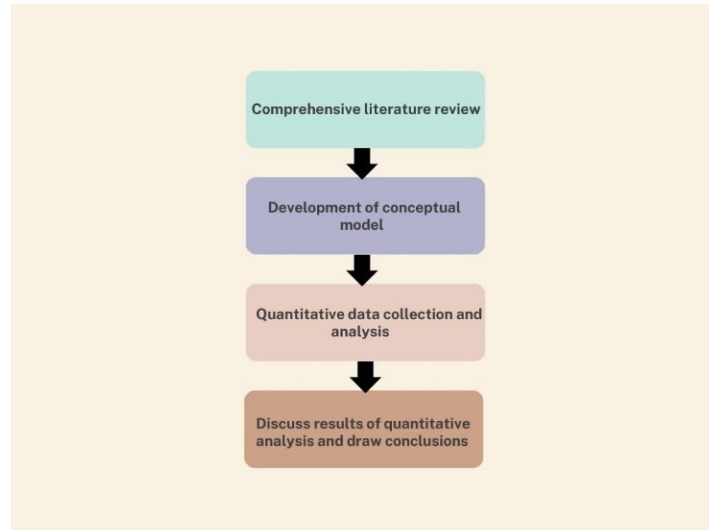 Comprehensive literature review
Development of conceptual
model
Quantitative data collection and
analysis
Discuss results of quantitative
analysis and draw conclusions